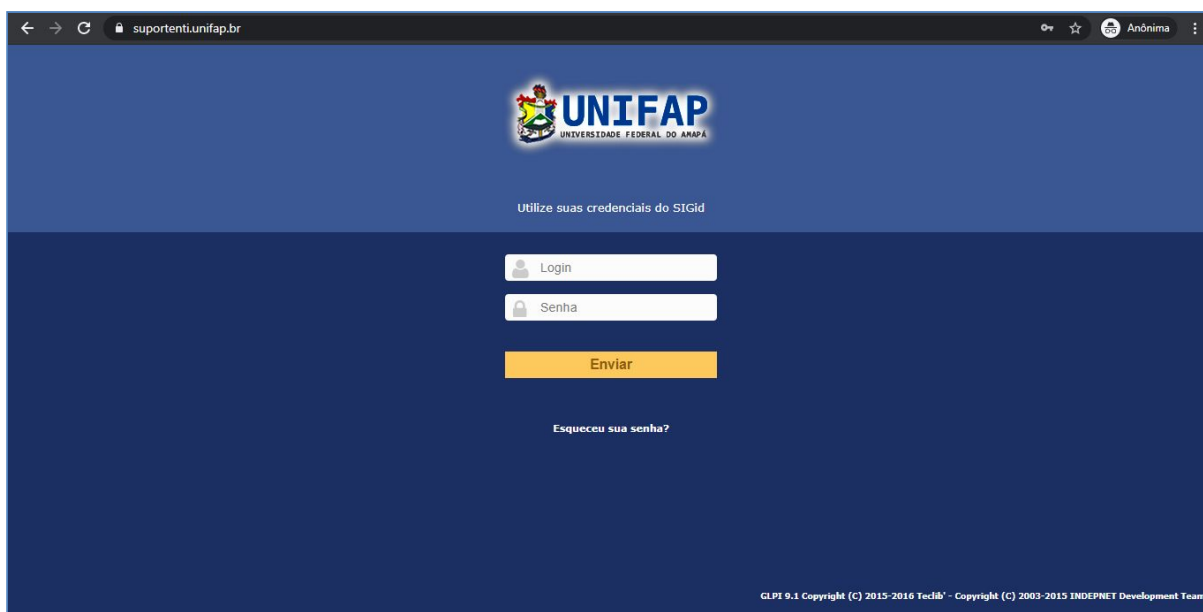 suportenti.unifap.br
Anônima
UNIFAP
UNIVERSIDADE FEDERAL DO AMAPÁ
Utilize suas credenciais do SIGid
Login
Senha
Enviar
Esqueceu sua senha?
GLPI 9.1 Copyright (C) 2015-2016 Teclib' - Copyright (C) 2003-2015 INDEPNET Development Team